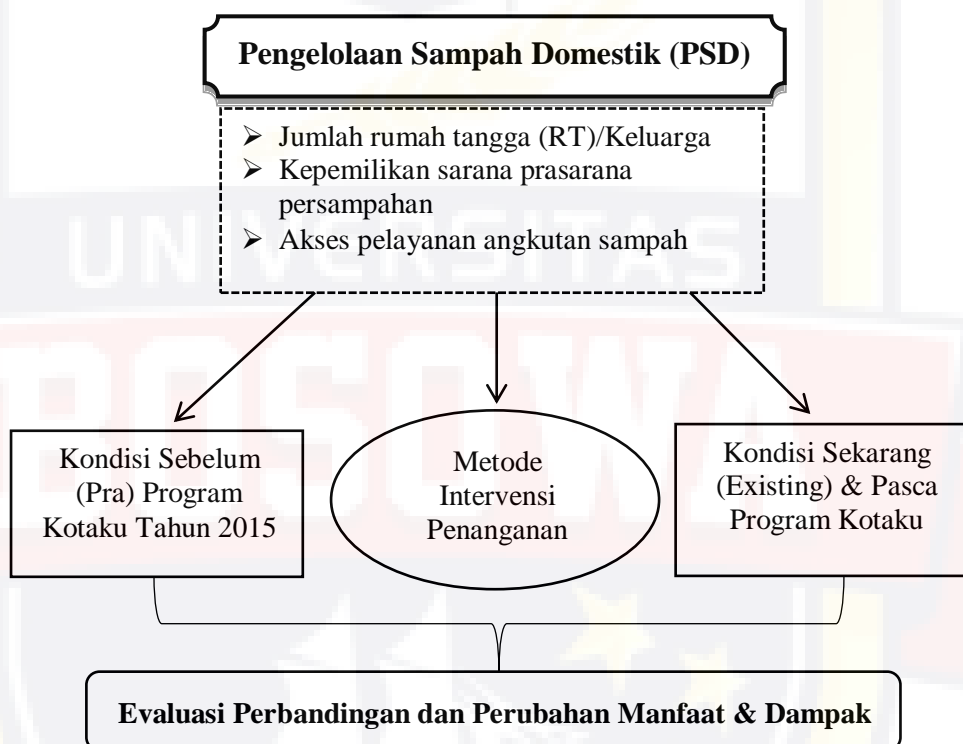 Pengelolaan Sampah Domestik (PSD)
➢ Jumlah rumah tangga (RT)/Keluarga
➢ Kepemilikan sarana prasarana
persampahan
➢ Akses pelayanan angkutan sampah
UNIVERSITAS
BOSOWA
Kondisi Sebelum
(Pra) Program
Kotaku Tahun 2015
Metode
Intervensi
Penanganan
Kondisi Sekarang
(Existing) & Pasca
Program Kotaku
Evaluasi Perbandingan dan Perubahan Manfaat & Dampak